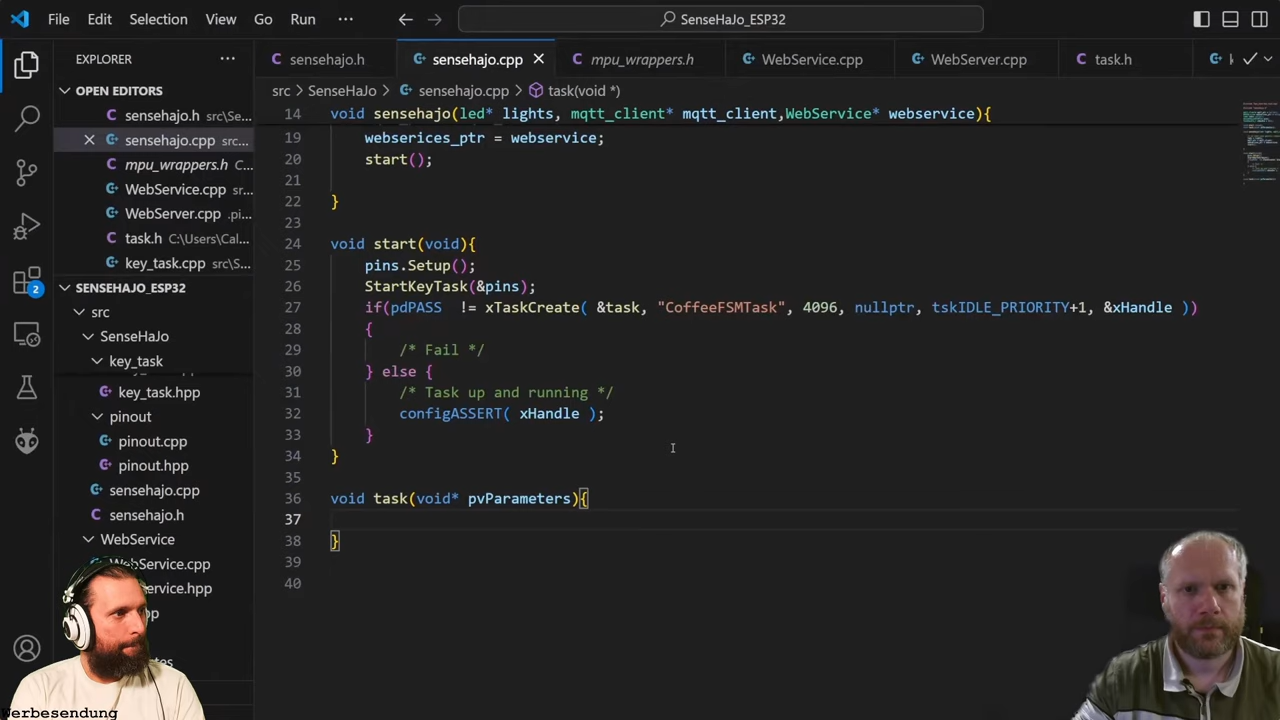 File Edit Selection View Go Run ··· SenseHaJo_ESP32
EXPLORER ···
OPEN EDITORS
sensehajo.h src\Se...
sensehajo.cpp src...
mpu_wrappers.h C...
WebService.cpp sr...
WebServer.cpp .pi...
task.h C:\Users\Cal...
key_task.cpp src\S...
2
SENSEHAJO_ESP32
src
SenseHaJo
key_task
key_task.hpp
pinout
pinout.cpp
pinout.hpp
sensehajo.cpp
sensehajo.h
WebService
WebService.cpp
sensehajo.h sensehajo.cpp mpu_wrappers.h WebService.cpp WebServer.cpp task.h
src > SenseHaJo > sensehajo.cpp > task(void *)
14 void sensehajo(led* lights, mqtt_client* mqtt_client,WebService* webservice){
19 webserices_ptr = webservice;
20 start();
21
22 }
23
24 void start(void){
25 pins.Setup();
26 StartKeyTask(&pins);
27 if(pdPASS != xTaskCreate( &task, "CoffeeFSMTask", 4096, nullptr, tskIDLE_PRIORITY+1, &xHandle ))
28 {
29 /* Fail */
30 } else {
31 /* Task up and running */
32 configASSERT( xHandle );
33 }
34 }
35
36 void task(void* pvParameters){
37
38 }
39
40
Werbesendung